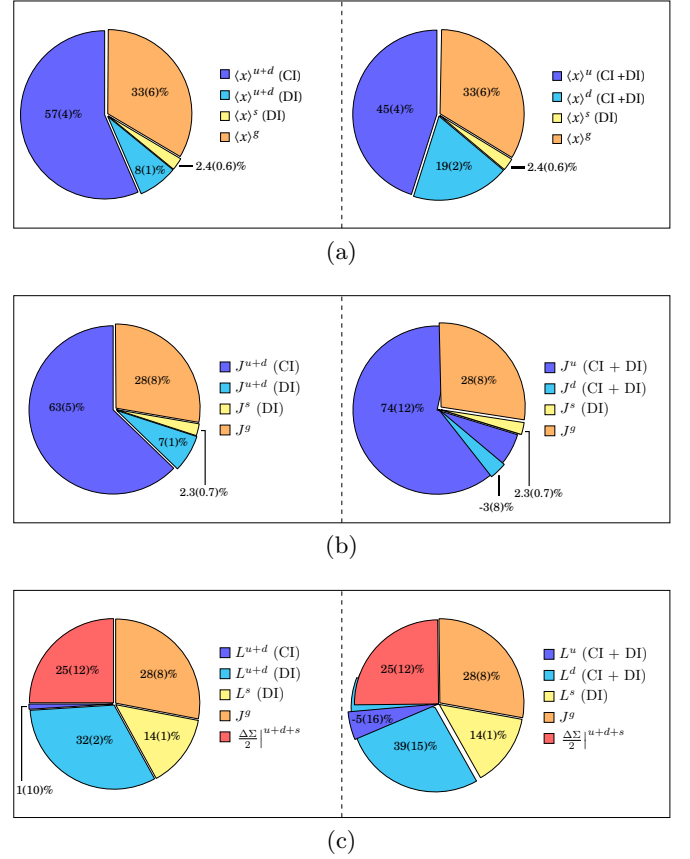 57(4)%
33(6)%
8(1)%
2.4(0.6)%
⟨x⟩^{u+d} (CI)
⟨x⟩^{u+d} (DI)
⟨x⟩^s (DI)
⟨x⟩^g
45(4)%
33(6)%
19(2)%
2.4(0.6)%
⟨x⟩^u (CI +DI)
⟨x⟩^d (CI +DI)
⟨x⟩^s (DI)
⟨x⟩^g
(a)
63(5)%
28(8)%
7(1)%
2.3(0.7)%
J^{u+d} (CI)
J^{u+d} (DI)
J^s (DI)
J^g
74(12)%
28(8)%
2.3(0.7)%
-3(8)%
J^u (CI + DI)
J^d (CI + DI)
J^s (DI)
J^g
(b)
25(12)%
28(8)%
14(1)%
32(2)%
1(10)%
L^{u+d} (CI)
L^{u+d} (DI)
L^s (DI)
J^g
ΔΣ/2|^{u+d+s}
25(12)%
28(8)%
-5(16)%
14(1)%
39(15)%
L^u (CI + DI)
L^d (CI + DI)
L^s (DI)
J^g
ΔΣ/2|^{u+d+s}
(c)